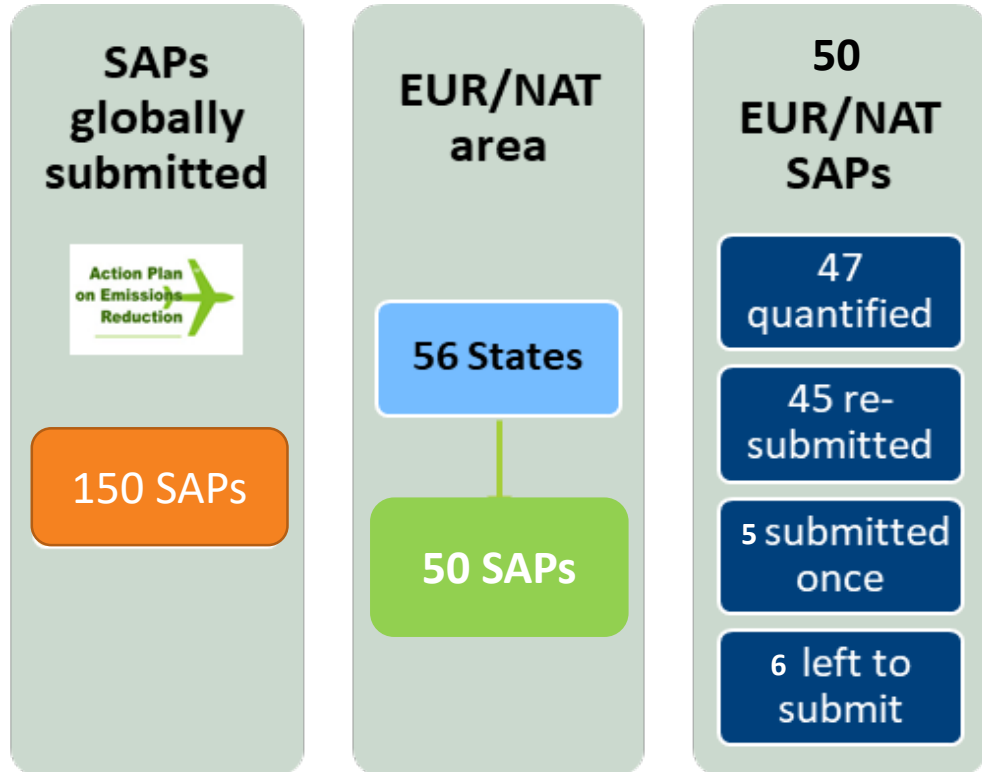 SAPs
globally
submitted
Action Plan
on Emissions
Reduction
150 SAPs
EUR/NAT
area
56 States
50 SAPs
50
EUR/NAT
SAPs
47
quantified
45 re-
submitted
5 submitted
once
6 left to
submit